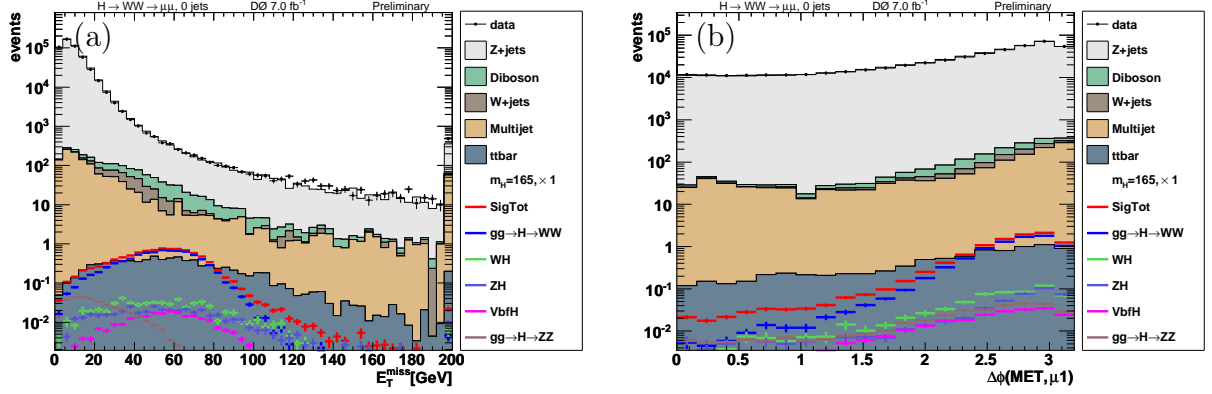 H → WW → μμ, 0 jets DØ 7.0 fb⁻¹ Preliminary
(a)
events
10⁵
10⁴
10³
10²
10
1
10⁻¹
10⁻²
0 20 40 60 80 100 120 140 160 180 200
E_T^miss[GeV]
data
Z+jets
Diboson
W+jets
Multijet
ttbar
m_H=165, × 1
SigTot
gg→H→WW
WH
ZH
VbfH
gg→H→ZZ
H → WW → μμ, 0 jets DØ 7.0 fb⁻¹ Preliminary
(b)
events
10⁵
10⁴
10³
10²
10
1
10⁻¹
10⁻²
0 0.5 1 1.5 2 2.5 3
Δϕ(MET,μ1)
data
Z+jets
Diboson
W+jets
Multijet
ttbar
m_H=165, × 1
SigTot
gg→H→WW
WH
ZH
VbfH
gg→H→ZZ